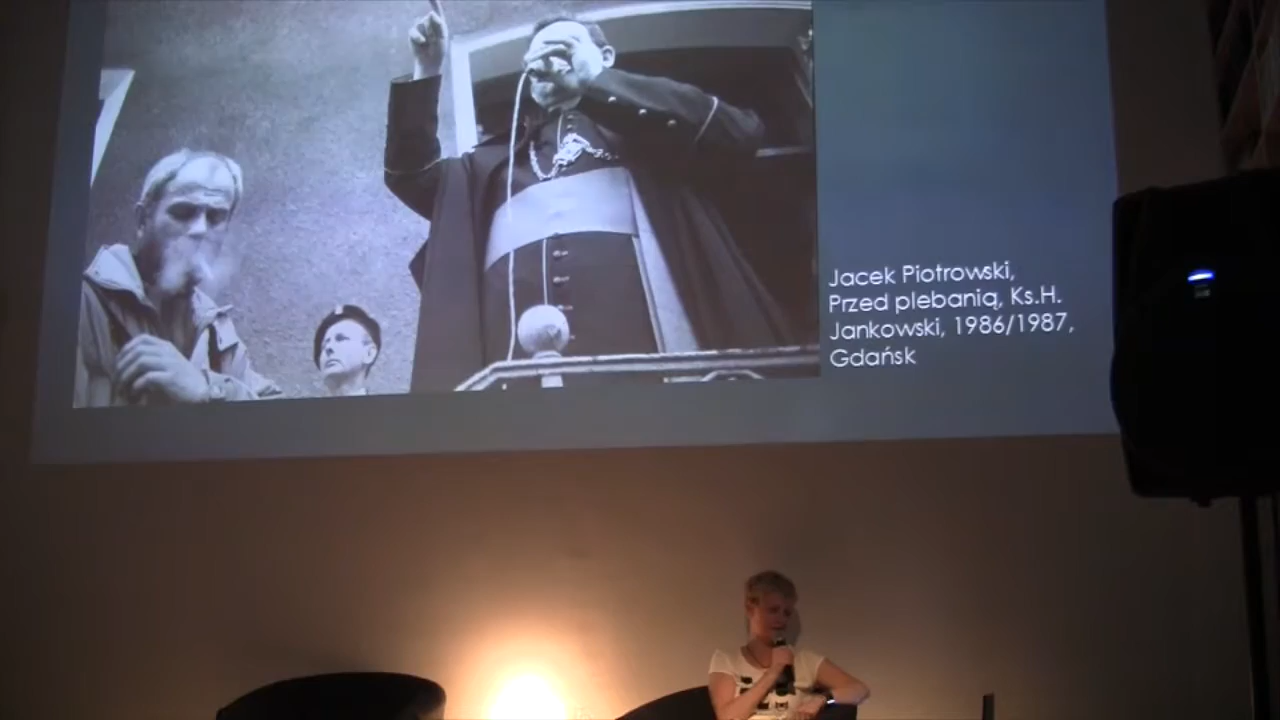 Jacek Piotrowski,
Przed plebanią, Ks.H.
Jankowski, 1986/1987,
Gdańsk